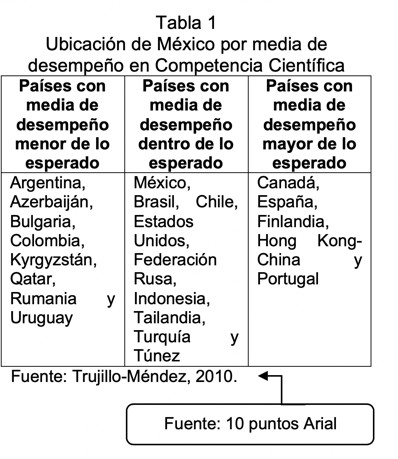 Tabla 1
Ubicación de México por media de
desempeño en Competencia Científica
Países con
media de
desempeño
menor de lo
esperado
Países con
media de
desempeño
dentro de lo
esperado
Países con
media de
desempeño
mayor de lo
esperado
Argentina,
Azerbaiján,
Bulgaria,
Colombia,
Kyrgyzstán,
Qatar,
Rumania y
Uruguay
México,
Brasil, Chile,
Estados
Unidos,
Federación
Rusa,
Indonesia,
Tailandia,
Turquía y
Túnez
Canadá,
España,
Finlandia,
Hong Kong-
China y
Portugal
Fuente: Trujillo-Méndez, 2010.
Fuente: 10 puntos Arial